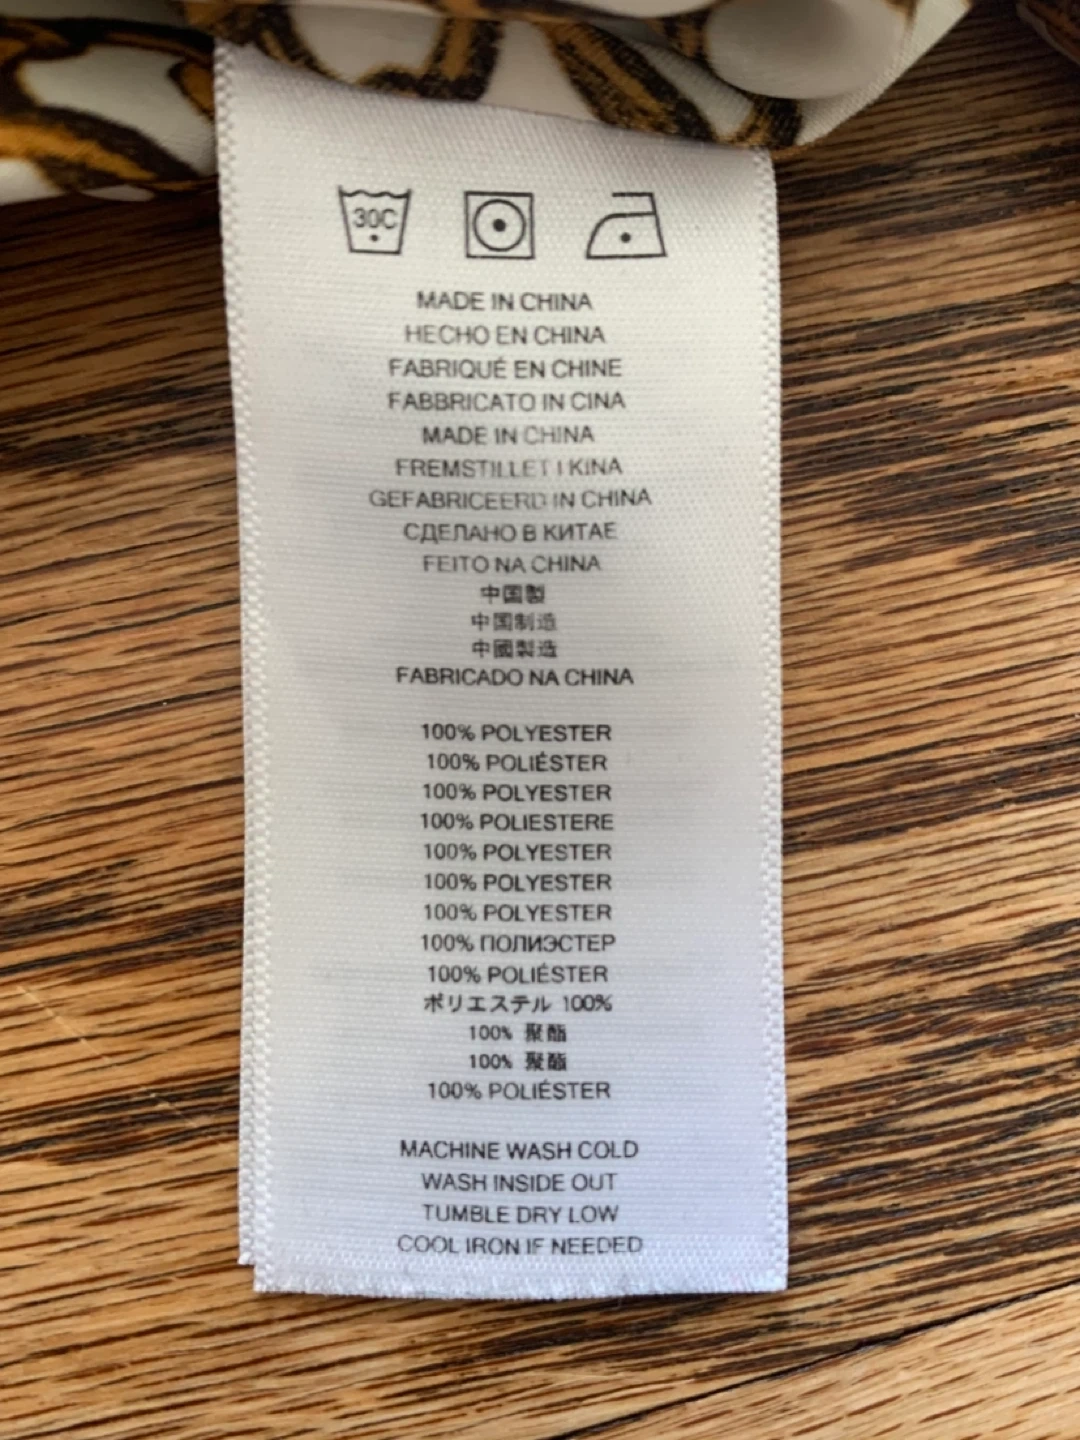 30C
MADE IN CHINA
HECHO EN CHINA
FABRIQUÉ EN CHINE
FABBRICATO IN CINA
MADE IN CHINA
FREMSTILLET I KINA
GEFABRICEERD IN CHINA
СДЕЛАНО В КИТАЕ
FEITO NA CHINA
中国製
中国制造
中國製造
FABRICADO NA CHINA
100% POLYESTER
100% POLIÉSTER
100% POLYESTER
100% POLIESTERE
100% POLYESTER
100% POLYESTER
100% POLYESTER
100% ПОЛИЭСТЕР
100% POLIÉSTER
ポリエステル 100%
100% 聚酯
100% 聚酯
100% POLIÉSTER
MACHINE WASH COLD
WASH INSIDE OUT
TUMBLE DRY LOW
COOL IRON IF NEEDED